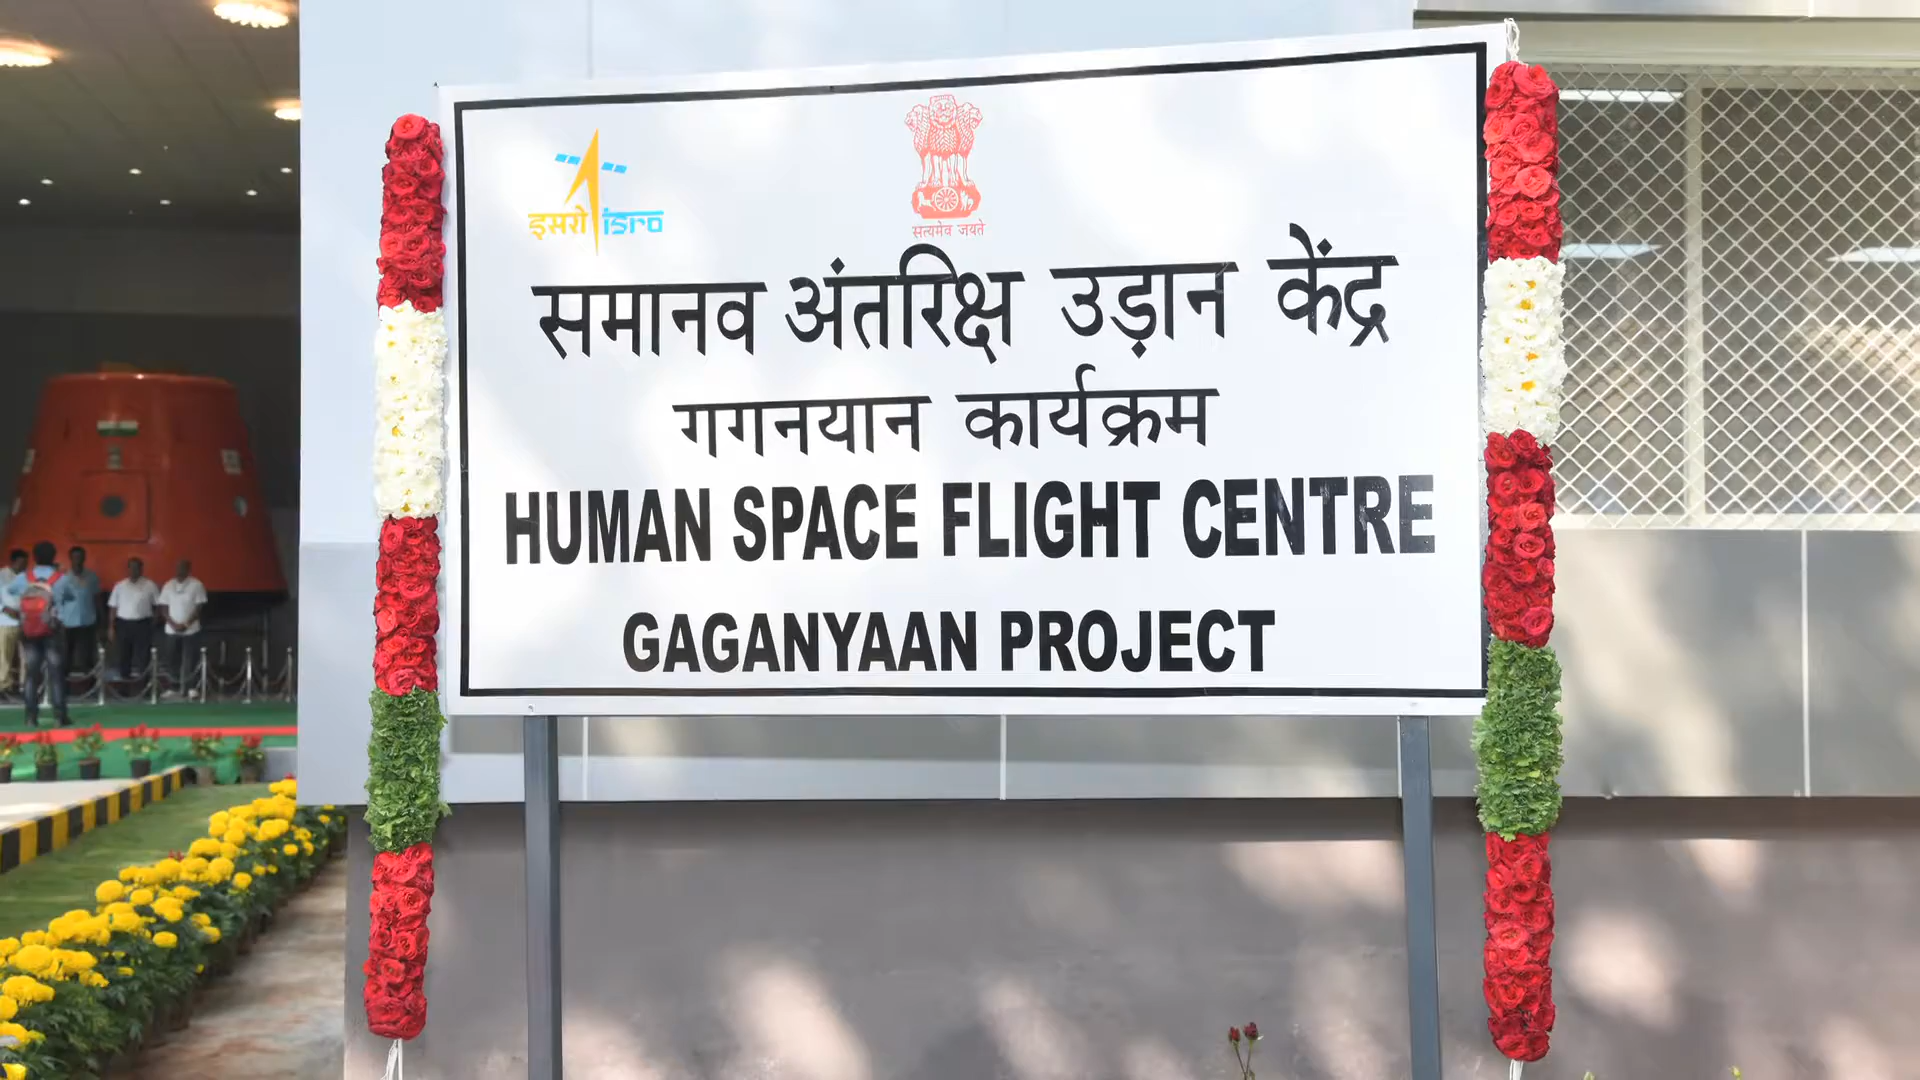 इसरो isro
सत्यमेव जयते
समानव अंतरिक्ष उड़ान केंद्र
गगनयान कार्यक्रम
HUMAN SPACE FLIGHT CENTRE
GAGANYAAN PROJECT